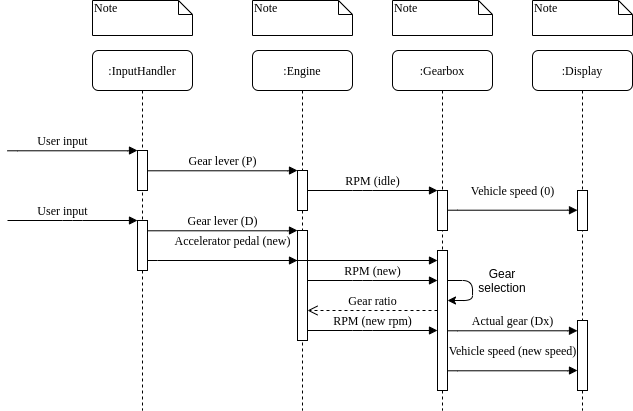 Note
Note
Note
Note
:InputHandler
:Engine
:Gearbox
:Display
User input
Gear lever (P)
RPM (idle)
Vehicle speed (0)
User input
Gear lever (D)
Accelerator pedal (new)
RPM (new)
Gear
selection
Gear ratio
RPM (new rpm)
Actual gear (Dx)
Vehicle speed (new speed)